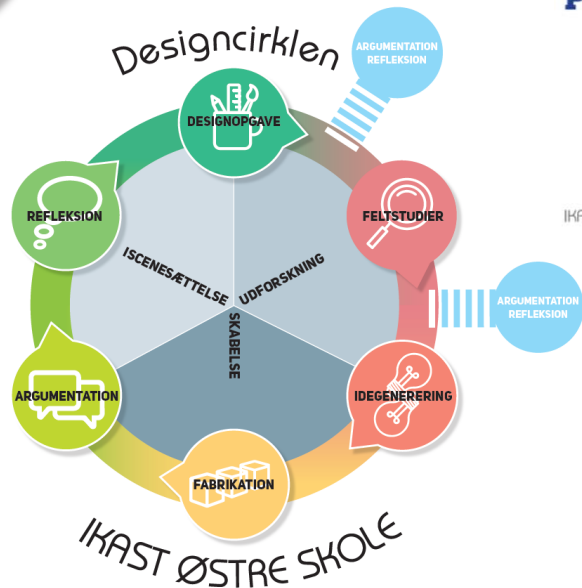 Designcirklen
ARGUMENTATION
REFLEKSION
DESIGNOPGAVE
REFLEKSION
FELTSTUDIER
ISCENESÆTTELSE
UDFORSKNING
SKABELSE
ARGUMENTATION
REFLEKSION
ARGUMENTATION
IDEGENERERING
FABRIKATION
IKAST ØSTRE SKOLE